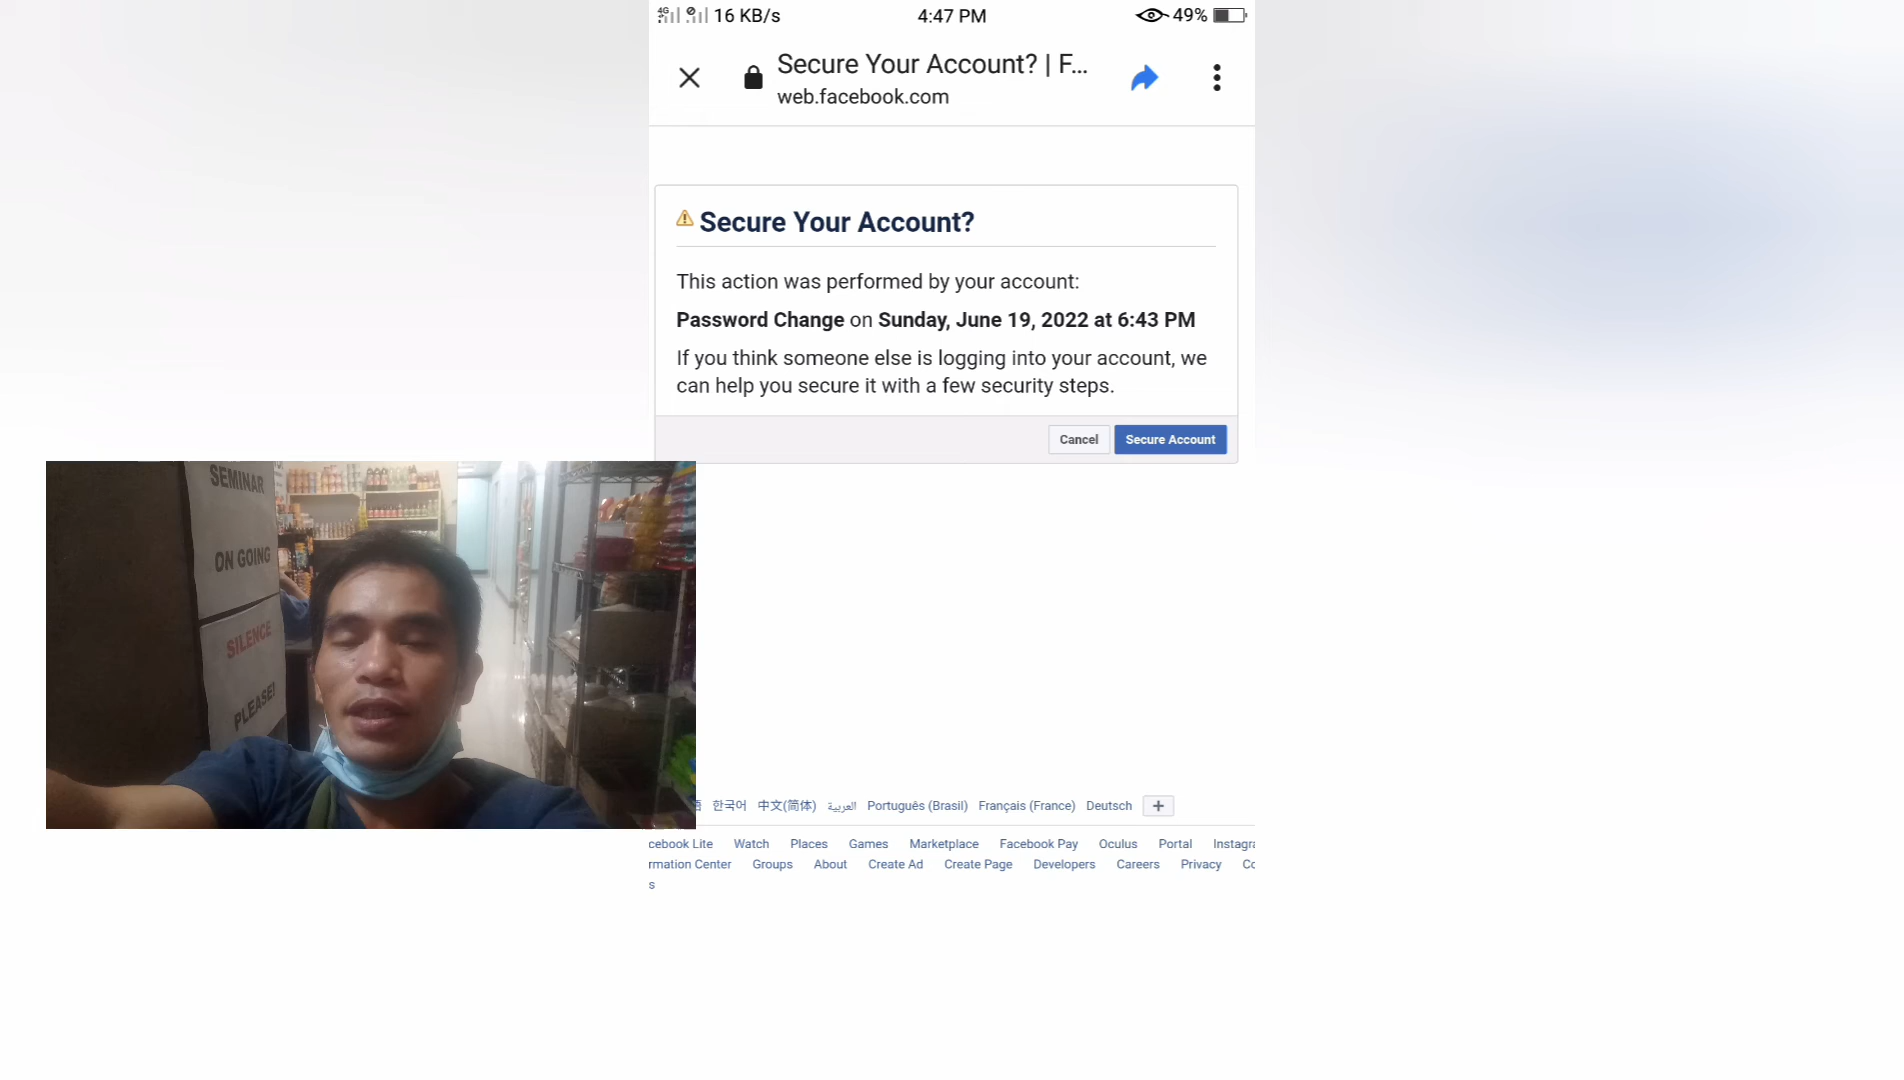 4G 16 KB/s 4:47 PM 49%
Secure Your Account? | F...
web.facebook.com
Secure Your Account?
This action was performed by your account:
Password Change on Sunday, June 19, 2022 at 6:43 PM
If you think someone else is logging into your account, we
can help you secure it with a few security steps.
Cancel Secure Account
SEMINAR
ON GOING
SILENCE
PLEASE!
한국어 中文(简体) العربية Português (Brasil) Français (France) Deutsch +
cebook Lite Watch Places Games Marketplace Facebook Pay Oculus Portal Instagra
rmation Center Groups About Create Ad Create Page Developers Careers Privacy Co
s